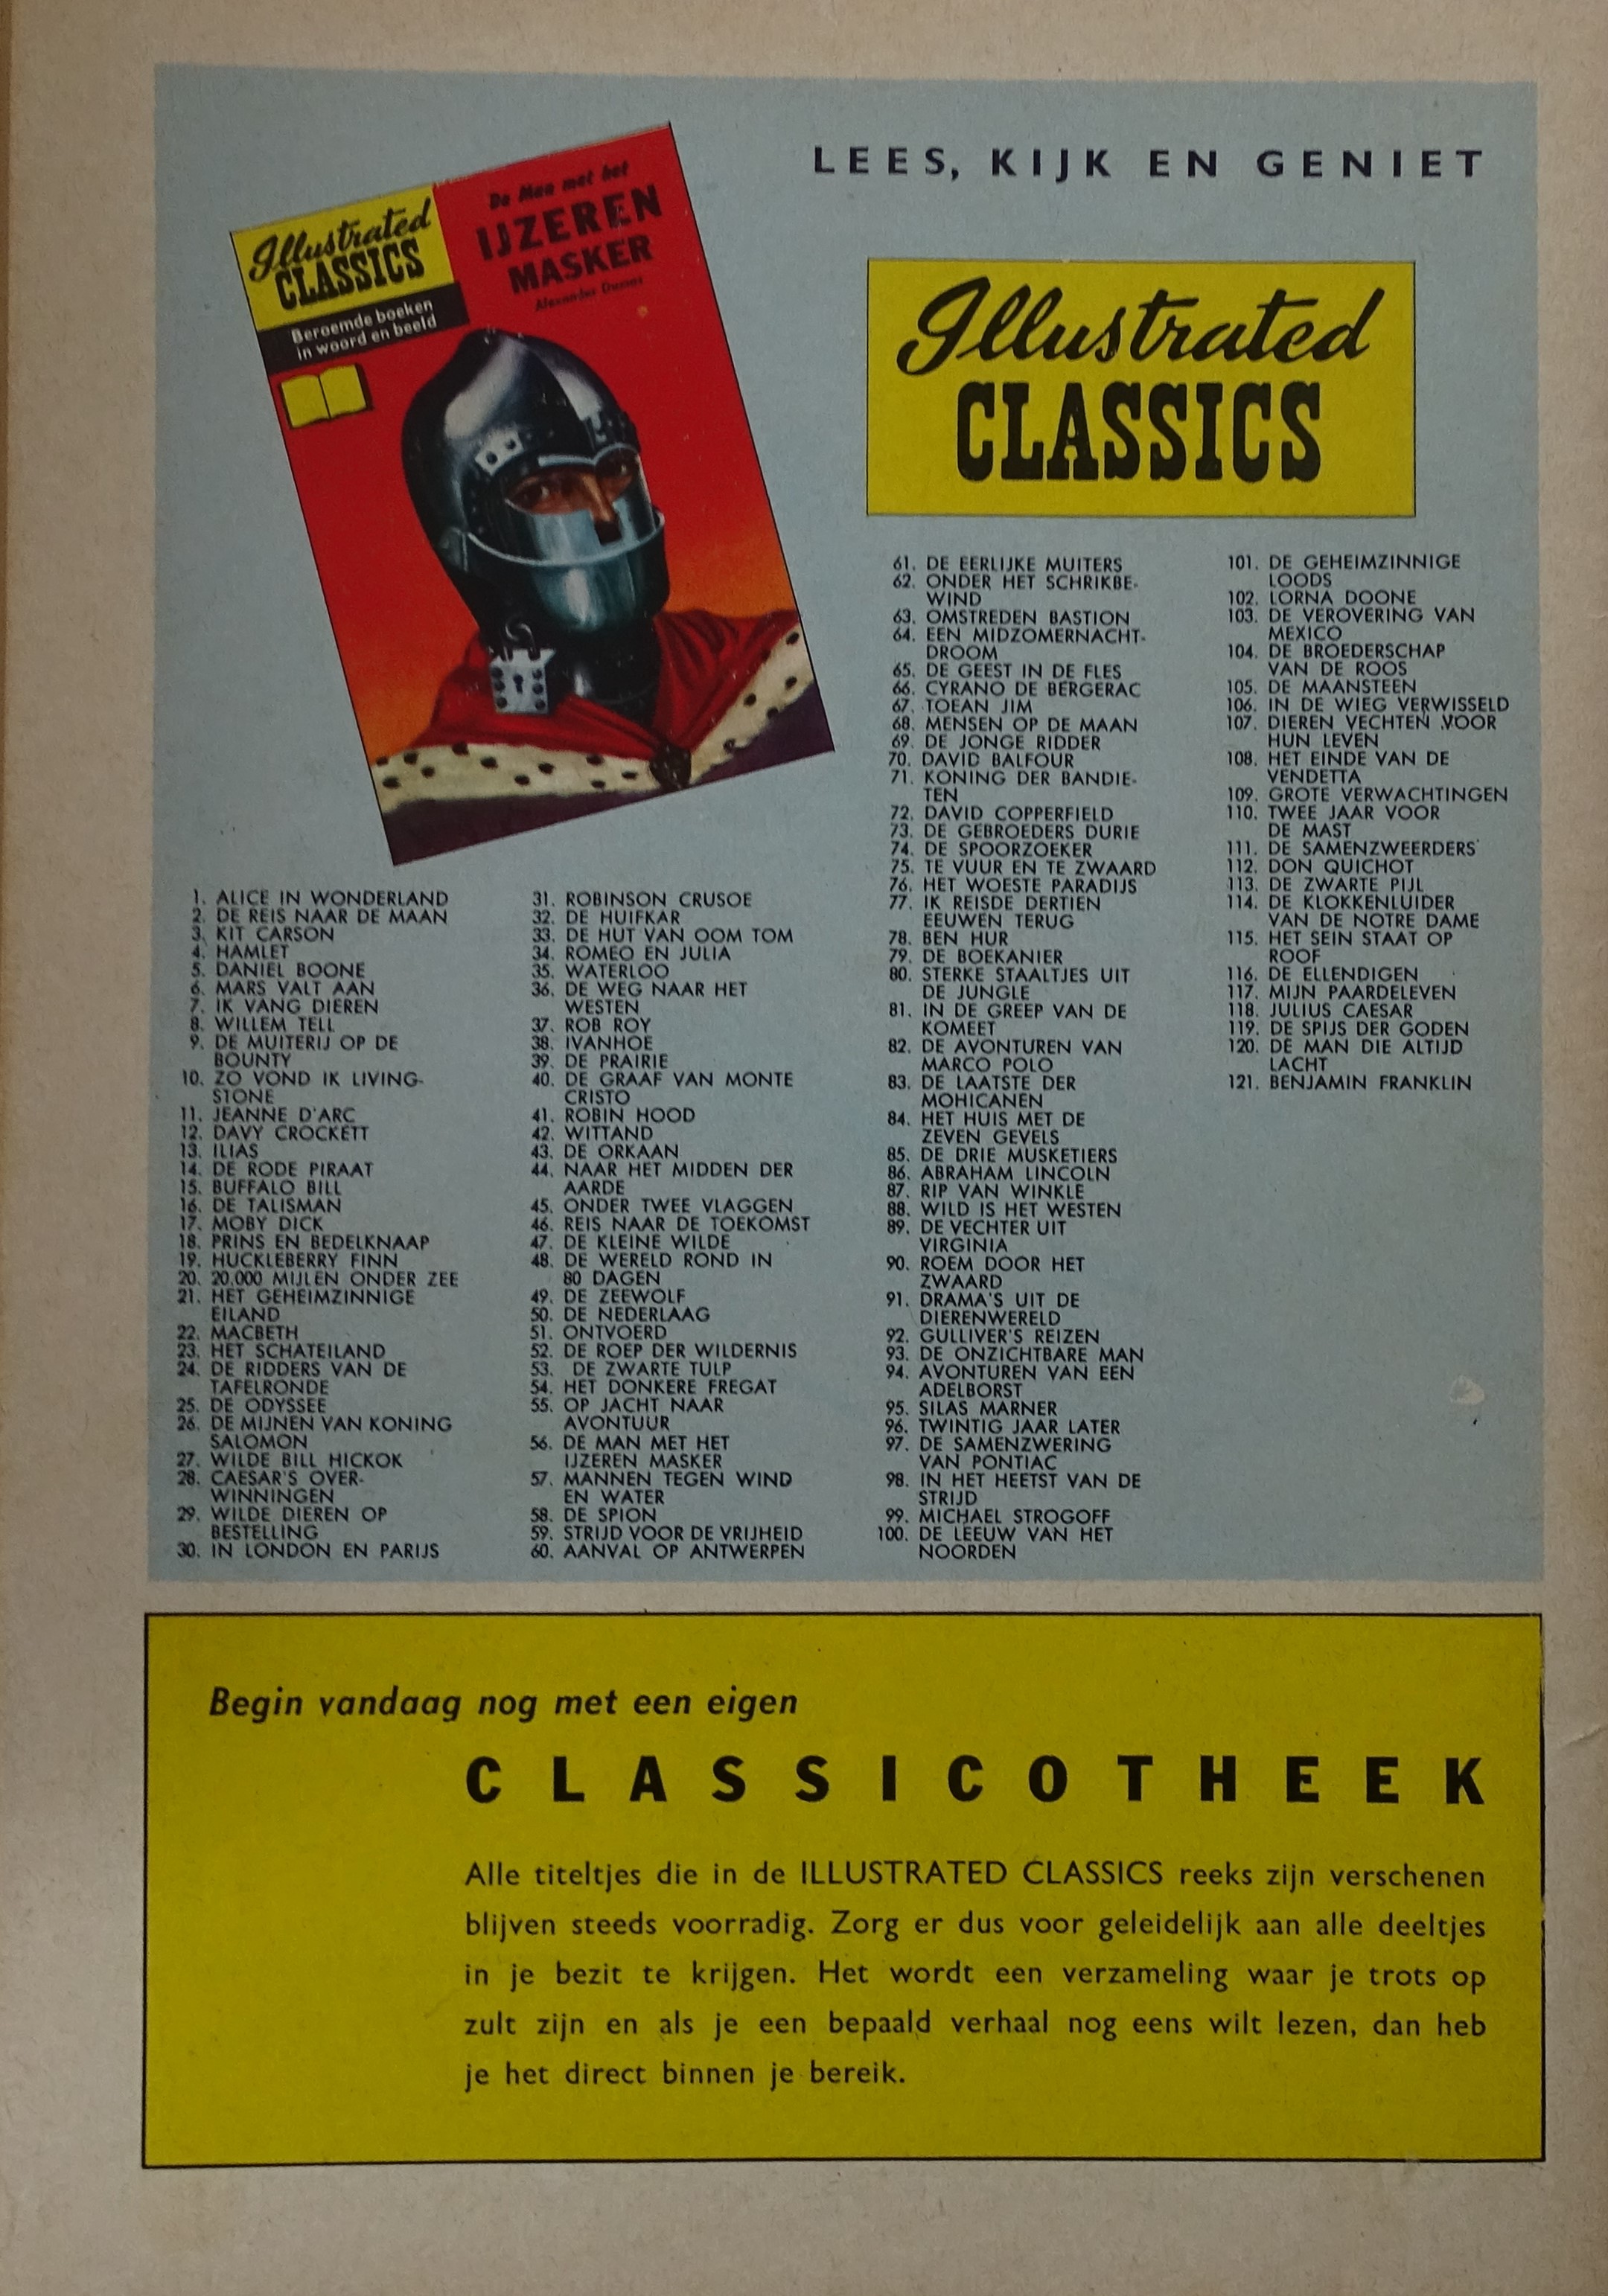 LEES, KIJK EN GENIET
Illustrated
CLASSICS
Beroemde boeken
in woord en beeld
De Man met het
IJZEREN
MASKER
Alexandre Dumas
Illustrated
CLASSICS
1. ALICE IN WONDERLAND
2. DE REIS NAAR DE MAAN
3. KIT CARSON
4. HAMLET
5. DANIEL BOONE
6. MARS VALT AAN
7. IK VANG DIEREN
8. WILLEM TELL
9. DE MUITERIJ OP DE
BOUNTY
10. ZO VOND IK LIVING-
STONE
11. JEANNE D'ARC
12. DAVY CROCKETT
13. ILIAS
14. DE RODE PIRAAT
15. BUFFALO BILL
16. DE TALISMAN
17. MOBY DICK
18. PRINS EN BEDELKNAAP
19. HUCKLEBERRY FINN
20. 20.000 MIJLEN ONDER ZEE
21. HET GEHEIMZINNIGE
EILAND
22. MACBETH
23. HET SCHATEILAND
24. DE RIDDERS VAN DE
TAFELRONDE
25. DE ODYSSEE
26. DE MIJNEN VAN KONING
SALOMON
27. WILDE BILL HICKOK
28. CAESAR'S OVER-
WINNINGEN
29. WILDE DIEREN OP
BESTELLING
30. IN LONDON EN PARIJS
31. ROBINSON CRUSOE
32. DE HUIFKAR
33. DE HUT VAN OOM TOM
34. ROMEO EN JULIA
35. WATERLOO
36. DE WEG NAAR HET
WESTEN
37. ROB ROY
38. IVANHOE
39. DE PRAIRIE
40. DE GRAAF VAN MONTE
CRISTO
41. ROBIN HOOD
42. WITTAND
43. DE ORKAAN
44. NAAR HET MIDDEN DER
AARDE
45. ONDER TWEE VLAGGEN
46. REIS NAAR DE TOEKOMST
47. DE KLEINE WILDE
48. DE WERELD ROND IN
80 DAGEN
49. DE ZEEWOLF
50. DE NEDERLAAG
51. ONTVOERD
52. DE ROEP DER WILDERNIS
53. DE ZWARTE TULP
54. HET DONKERE FREGAT
55. OP JACHT NAAR
AVONTUUR
56. DE MAN MET HET
IJZEREN MASKER
57. MANNEN TEGEN WIND
EN WATER
58. DE SPION
59. STRIJD VOOR DE VRIJHEID
60. AANVAL OP ANTWERPEN
61. DE EERLIJKE MUITERS
62. ONDER HET SCHRIKBE-
WIND
63. OMSTREDEN BASTION
64. EEN MIDZOMERNACHT-
DROOM
65. DE GEEST IN DE FLES
66. CYRANO DE BERGERAC
67. TOEAN JIM
68. MENSEN OP DE MAAN
69. DE JONGE RIDDER
70. DAVID BALFOUR
71. KONING DER BANDIE-
TEN
72. DAVID COPPERFIELD
73. DE GEBROEDERS DURIE
74. DE SPOORZOEKER
75. TE VUUR EN TE ZWAARD
76. HET WOESTE PARADIJS
77. IK REISDE DERTIEN
EEUWEN TERUG
78. BEN HUR
79. DE BOEKANIER
80. STERKE STAALTJES UIT
DE JUNGLE
81. IN DE GREEP VAN DE
KOMEET
82. DE AVONTUREN VAN
MARCO POLO
83. DE LAATSTE DER
MOHICANEN
84. HET HUIS MET DE
ZEVEN GEVELS
85. DE DRIE MUSKETIERS
86. ABRAHAM LINCOLN
87. RIP VAN WINKLE
88. WILD IS HET WESTEN
89. DE VECHTER UIT
VIRGINIA
90. ROEM DOOR HET
ZWAARD
91. DRAMA'S UIT DE
DIERENWERELD
92. GULLIVER'S REIZEN
93. DE ONZICHTBARE MAN
94. AVONTUREN VAN EEN
ADELBORST
95. SILAS MARNER
96. TWINTIG JAAR LATER
97. DE SAMENZWERING
VAN PONTIAC
98. IN HET HEETST VAN DE
STRIJD
99. MICHAEL STROGOFF
100. DE LEEUW VAN HET
NOORDEN
101. DE GEHEIMZINNIGE
LOODS
102. LORNA DOONE
103. DE VEROVERING VAN
MEXICO
104. DE BROEDERSCHAP
VAN DE ROOS
105. DE MAANSTEEN
106. IN DE WIEG VERWISSELD
107. DIEREN VECHTEN VOOR
HUN LEVEN
108. HET EINDE VAN DE
VENDETTA
109. GROTE VERWACHTINGEN
110. TWEE JAAR VOOR
DE MAST
111. DE SAMENZWEERDERS
112. DON QUICHOT
113. DE ZWARTE PIJL
114. DE KLOKKENLUIDER
VAN DE NOTRE DAME
115. HET SEIN STAAT OP
ROOF
116. DE ELLENDIGEN
117. MIJN PAARDELEVEN
118. JULIUS CAESAR
119. DE SPIJS DER GODEN
120. DE MAN DIE ALTIJD
LACHT
121. BENJAMIN FRANKLIN
Begin vandaag nog met een eigen
CLASSICOTHEEK
Alle titeltjes die in de ILLUSTRATED CLASSICS reeks zijn verschenen
blijven steeds voorradig. Zorg er dus voor geleidelijk aan alle deeltjes
in je bezit te krijgen. Het wordt een verzameling waar je trots op
zult zijn en als je een bepaald verhaal nog eens wilt lezen, dan heb
je het direct binnen je bereik.